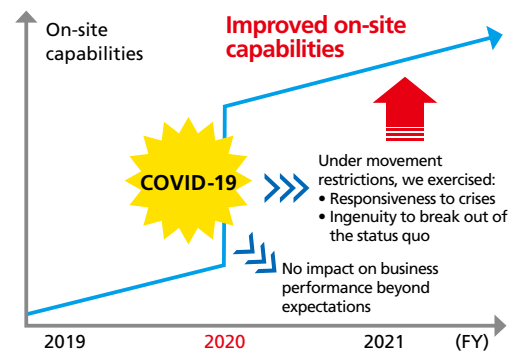 On-site
capabilities
Improved on-site
capabilities
COVID-19
Under movement
restrictions, we exercised:
• Responsiveness to crises
• Ingenuity to break out of
the status quo
No impact on business
performance beyond
expectations
2019
2020
2021
(FY)